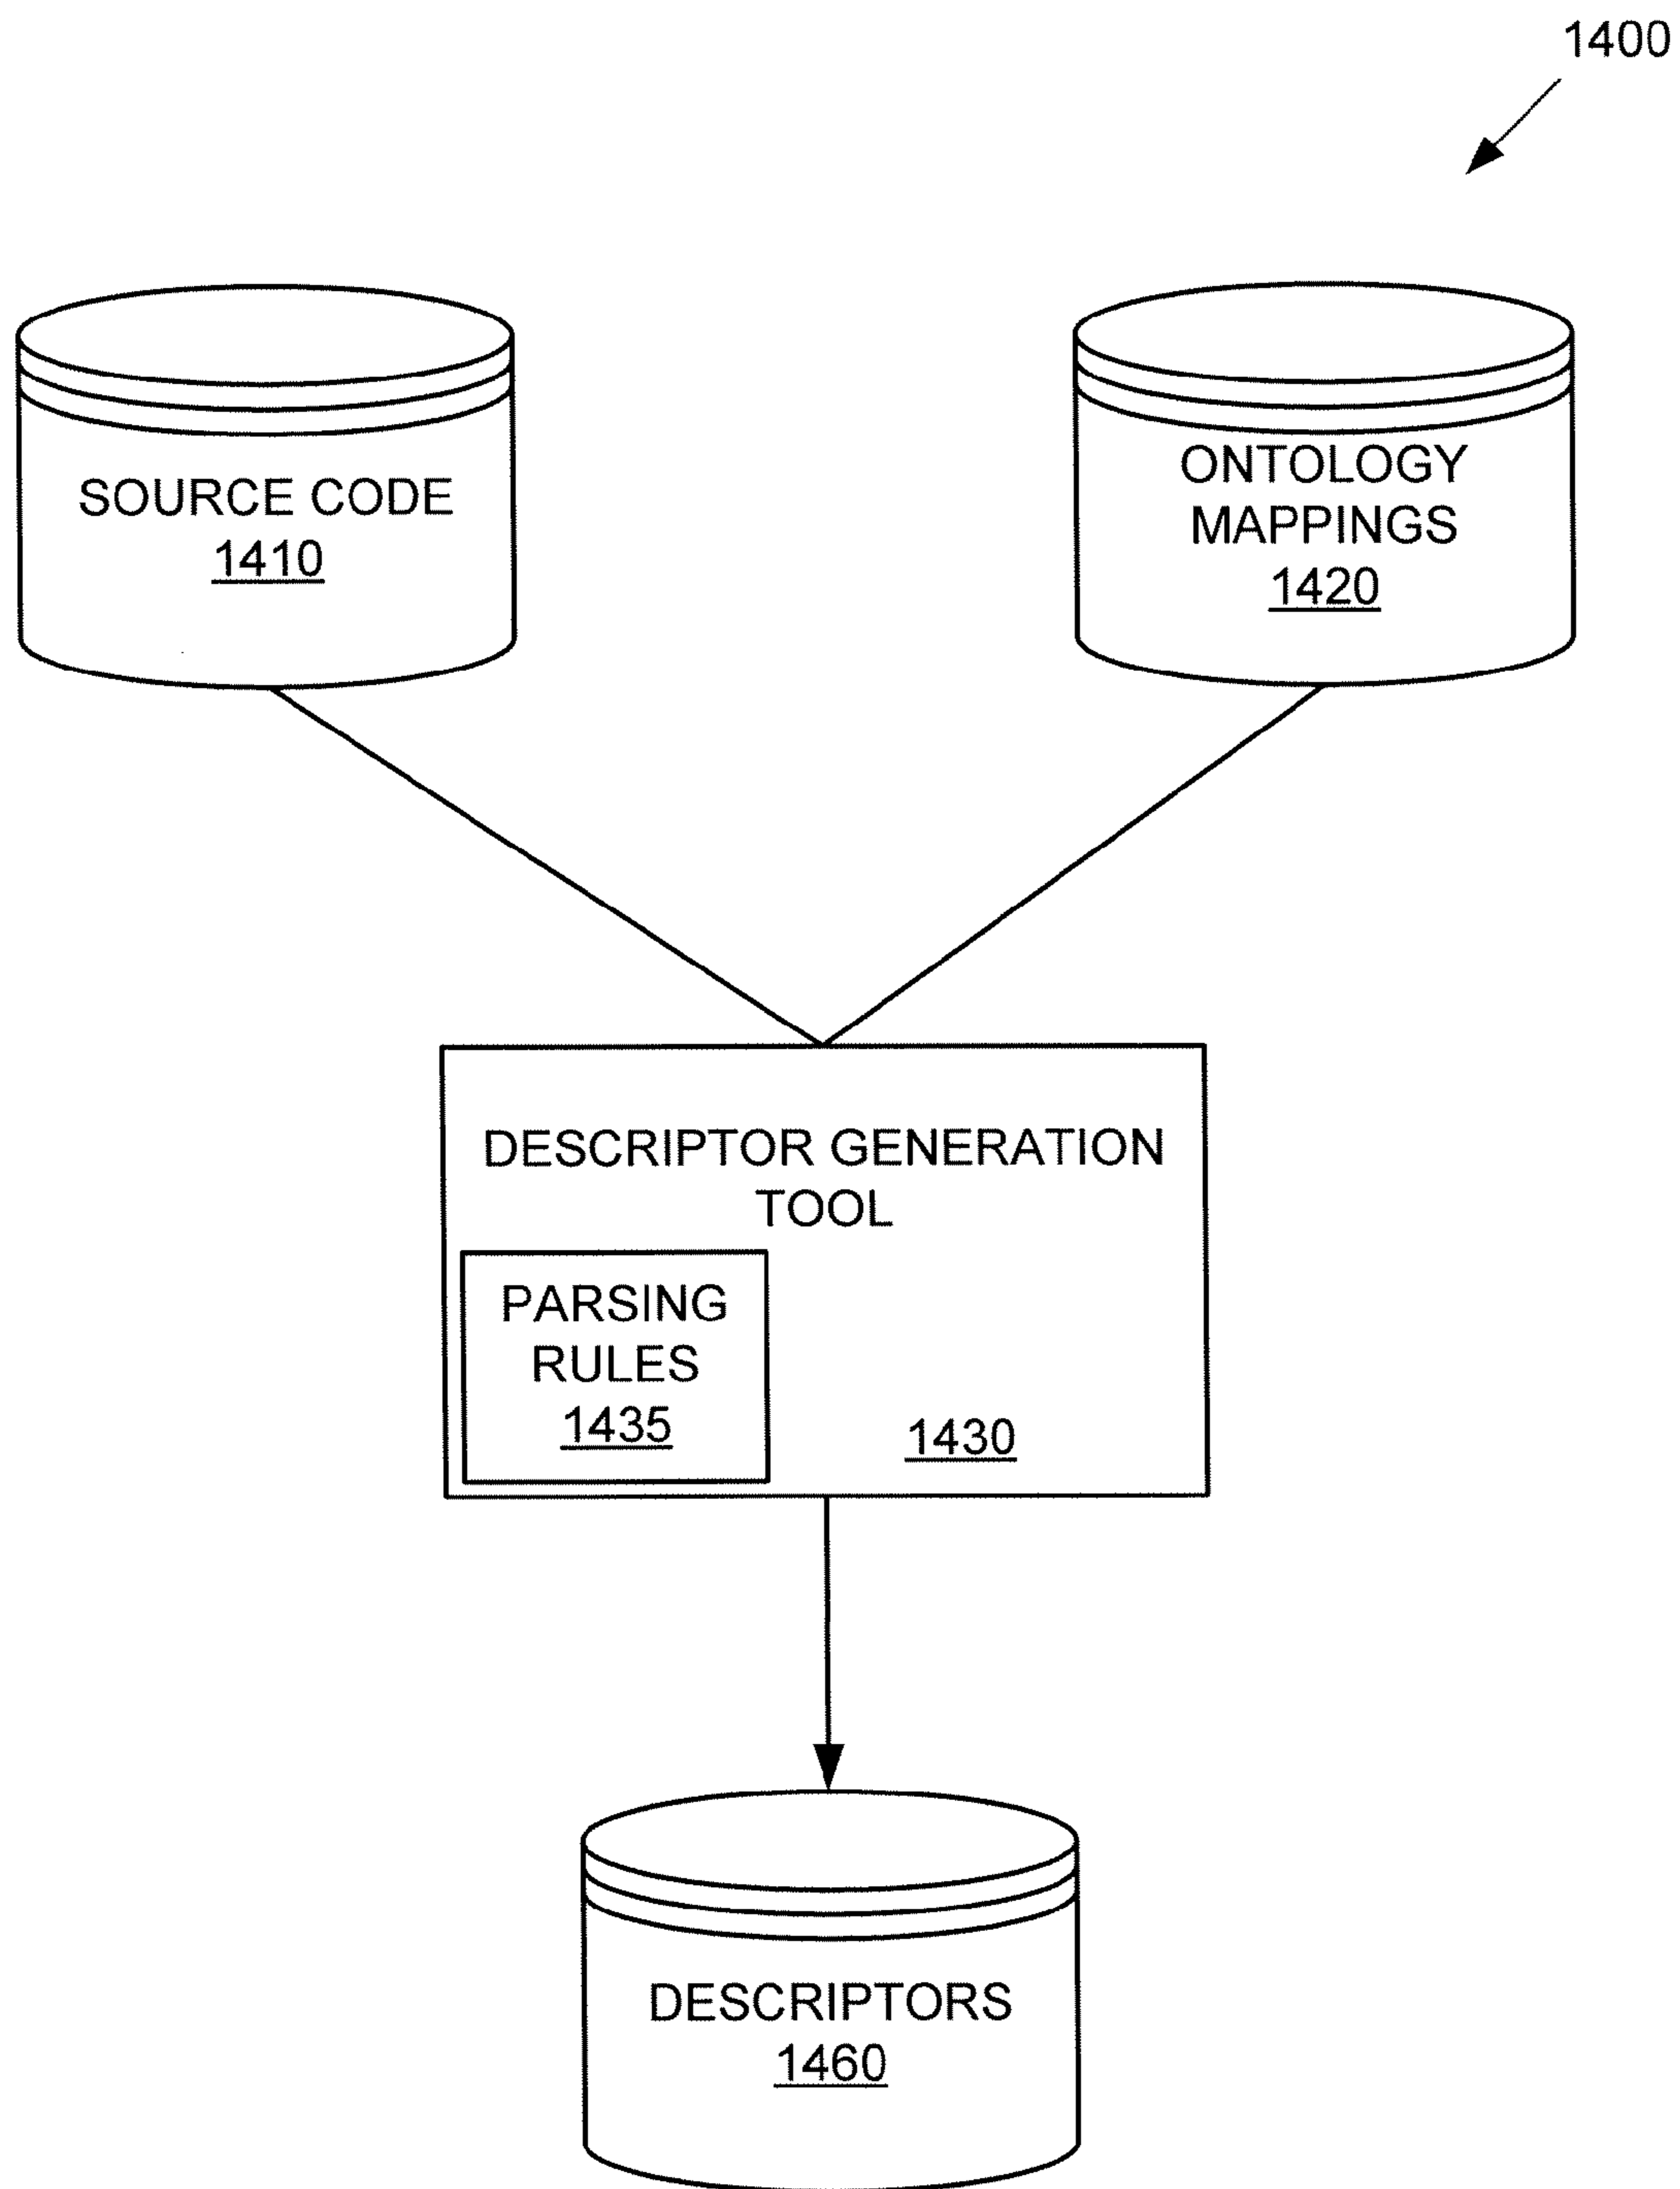 1400
SOURCE CODE
1410
ONTOLOGY
MAPPINGS
1420
DESCRIPTOR GENERATION
TOOL
PARSING
RULES
1435
1430
DESCRIPTORS
1460